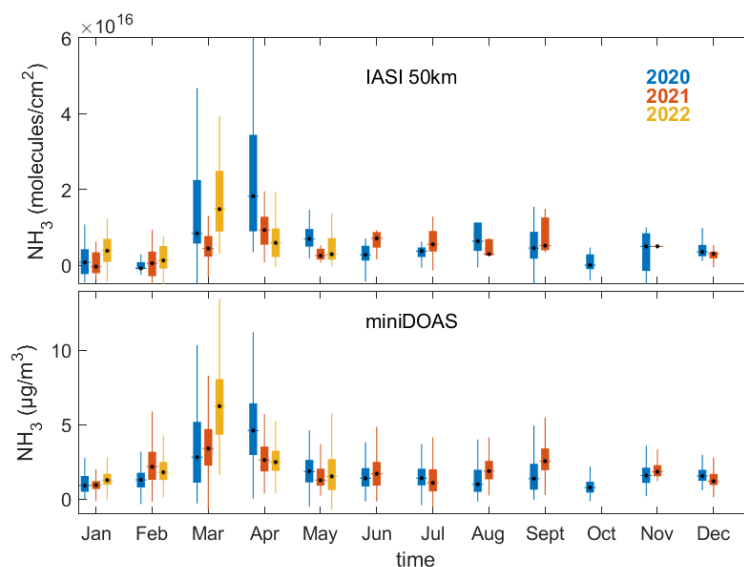 × 10^16
6
4
2
0
NH₃ (molecules/cm²)
IASI 50km
2020
2021
2022
10
5
0
NH₃ (µg/m³)
miniDOAS
Jan Feb Mar Apr May Jun Jul Aug Sept Oct Nov Dec
time